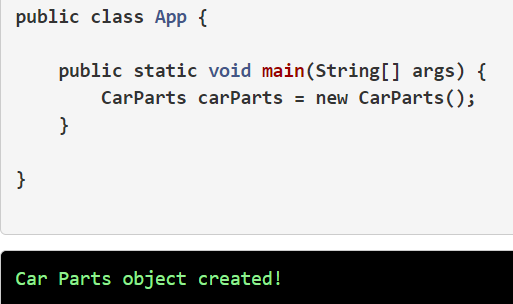 public class App {
public static void main(String[] args) {
CarParts carParts = new CarParts();
}
}
Car Parts object created!